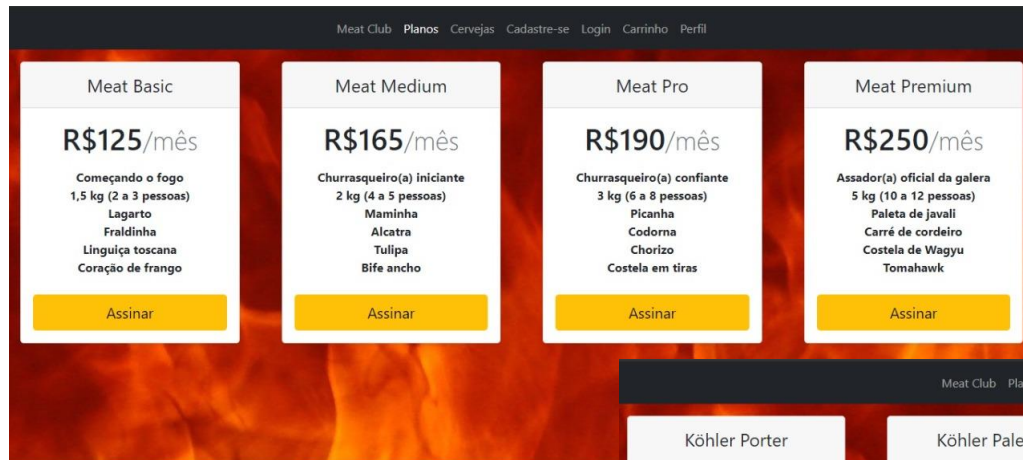 Meat Club Planos Cervejas Cadastre-se Login Carrinho Perfil
Meat Basic
R$125/mês
Começando o fogo
1,5 kg (2 a 3 pessoas)
Lagarto
Fraldinha
Linguiça toscana
Coração de frango
Assinar
Meat Medium
R$165/mês
Churrasqueiro(a) iniciante
2 kg (4 a 5 pessoas)
Maminha
Alcatra
Tulipa
Bife ancho
Assinar
Meat Pro
R$190/mês
Churrasqueiro(a) confiante
3 kg (6 a 8 pessoas)
Picanha
Codorna
Chorizo
Costela em tiras
Assinar
Meat Premium
R$250/mês
Assador(a) oficial da galera
5 kg (10 a 12 pessoas)
Paleta de javali
Carré de cordeiro
Costela de Wagyu
Tomahawk
Assinar
Meat Club Pla
Köhler Porter
Köhler Pale